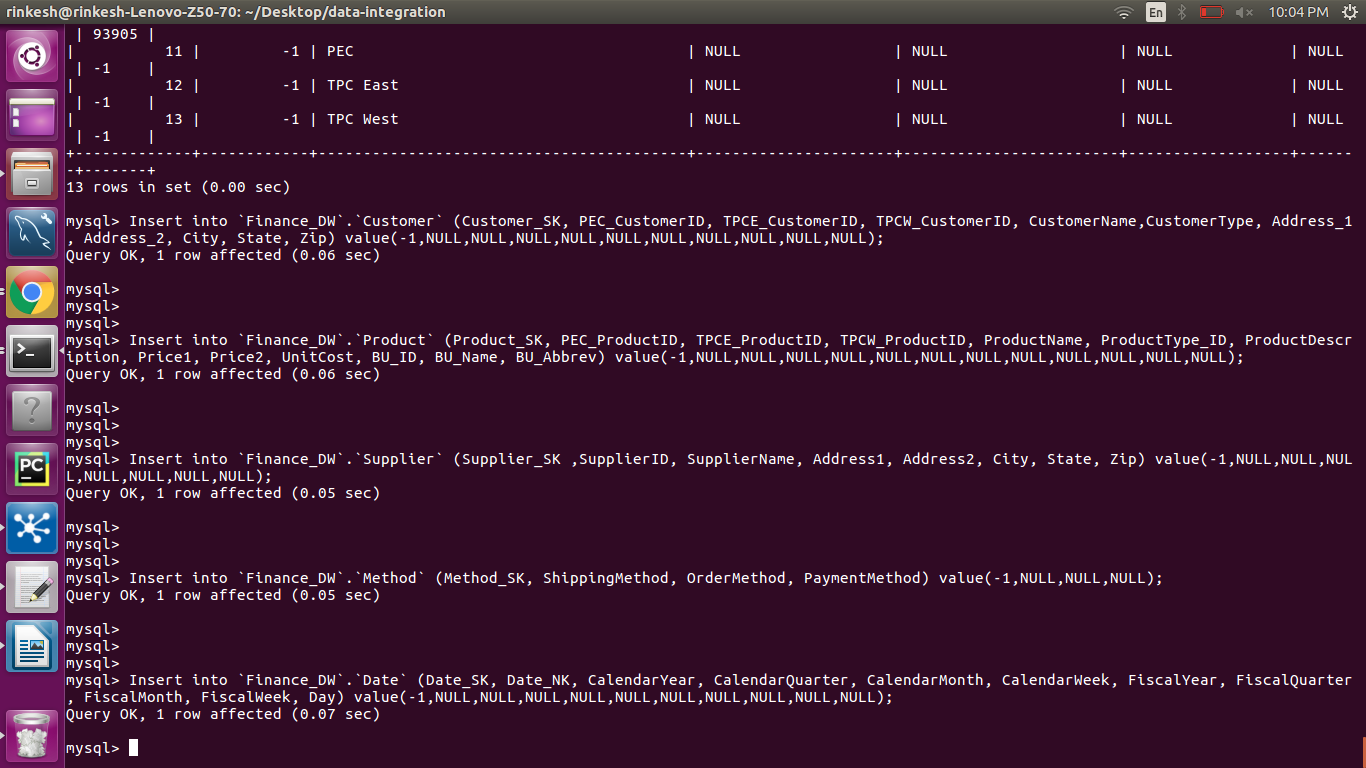 rinkesh@rinkesh-Lenovo-Z50-70: ~/Desktop/data-integration
En
10:04 PM
| 93905 |
|          11 |         -1 | PEC                                     | NULL                 | NULL                   | NULL             | NULL
| -1    |
|          12 |         -1 | TPC East                                | NULL                 | NULL                   | NULL             | NULL
| -1    |
|          13 |         -1 | TPC West                                | NULL                 | NULL                   | NULL             | NULL
| -1    |
+-------------+------------+-----------------------------------------+----------------------+------------------------+------------------+------
-+-------+
13 rows in set (0.00 sec)
mysql> Insert into `Finance_DW`.`Customer` (Customer_SK, PEC_CustomerID, TPCE_CustomerID, TPCW_CustomerID, CustomerName,CustomerType, Address_1
, Address_2, City, State, Zip) value(-1,NULL,NULL,NULL,NULL,NULL,NULL,NULL,NULL,NULL,NULL);
Query OK, 1 row affected (0.06 sec)
mysql>
mysql>
mysql>
mysql> Insert into `Finance_DW`.`Product` (Product_SK, PEC_ProductID, TPCE_ProductID, TPCW_ProductID, ProductName, ProductType_ID, ProductDescr
iption, Price1, Price2, UnitCost, BU_ID, BU_Name, BU_Abbrev) value(-1,NULL,NULL,NULL,NULL,NULL,NULL,NULL,NULL,NULL,NULL,NULL,NULL);
Query OK, 1 row affected (0.06 sec)
mysql>
mysql>
mysql>
mysql> Insert into `Finance_DW`.`Supplier` (Supplier_SK ,SupplierID, SupplierName, Address1, Address2, City, State, Zip) value(-1,NULL,NULL,NUL
L,NULL,NULL,NULL,NULL);
Query OK, 1 row affected (0.05 sec)
mysql>
mysql>
mysql>
mysql> Insert into `Finance_DW`.`Method` (Method_SK, ShippingMethod, OrderMethod, PaymentMethod) value(-1,NULL,NULL,NULL);
Query OK, 1 row affected (0.05 sec)
mysql>
mysql>
mysql>
mysql> Insert into `Finance_DW`.`Date` (Date_SK, Date_NK, CalendarYear, CalendarQuarter, CalendarMonth, CalendarWeek, FiscalYear, FiscalQuarter
, FiscalMonth, FiscalWeek, Day) value(-1,NULL,NULL,NULL,NULL,NULL,NULL,NULL,NULL,NULL,NULL);
Query OK, 1 row affected (0.07 sec)
mysql>
PC